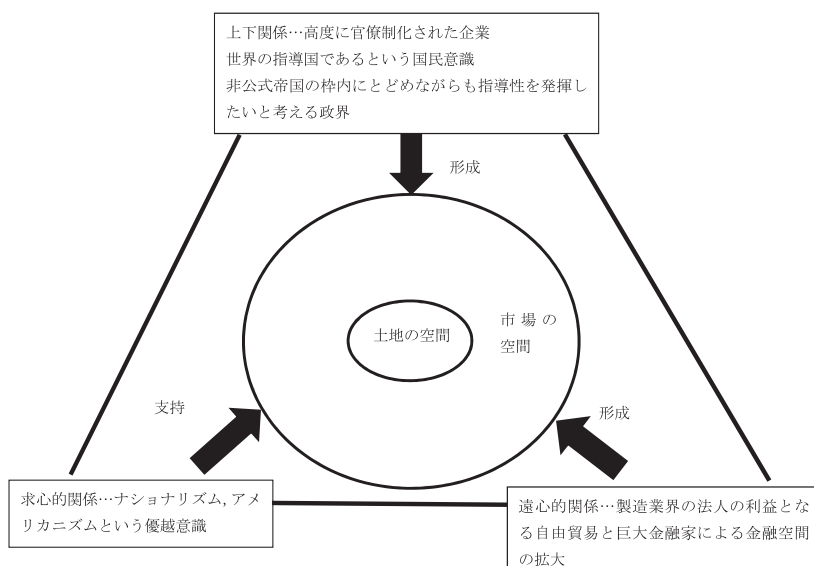 上下関係…高度に官僚制化された企業
世界の指導国であるという国民意識
非公式帝国の枠内にとどめながらも指導性を発揮し
たいと考える政界
形成
土地の空間
市場の
空間
支持
形成
求心的関係…ナショナリズム,アメ
リカニズムという優越意識
遠心的関係…製造業界の法人の利益とな
る自由貿易と巨大金融家による金融空間
の拡大